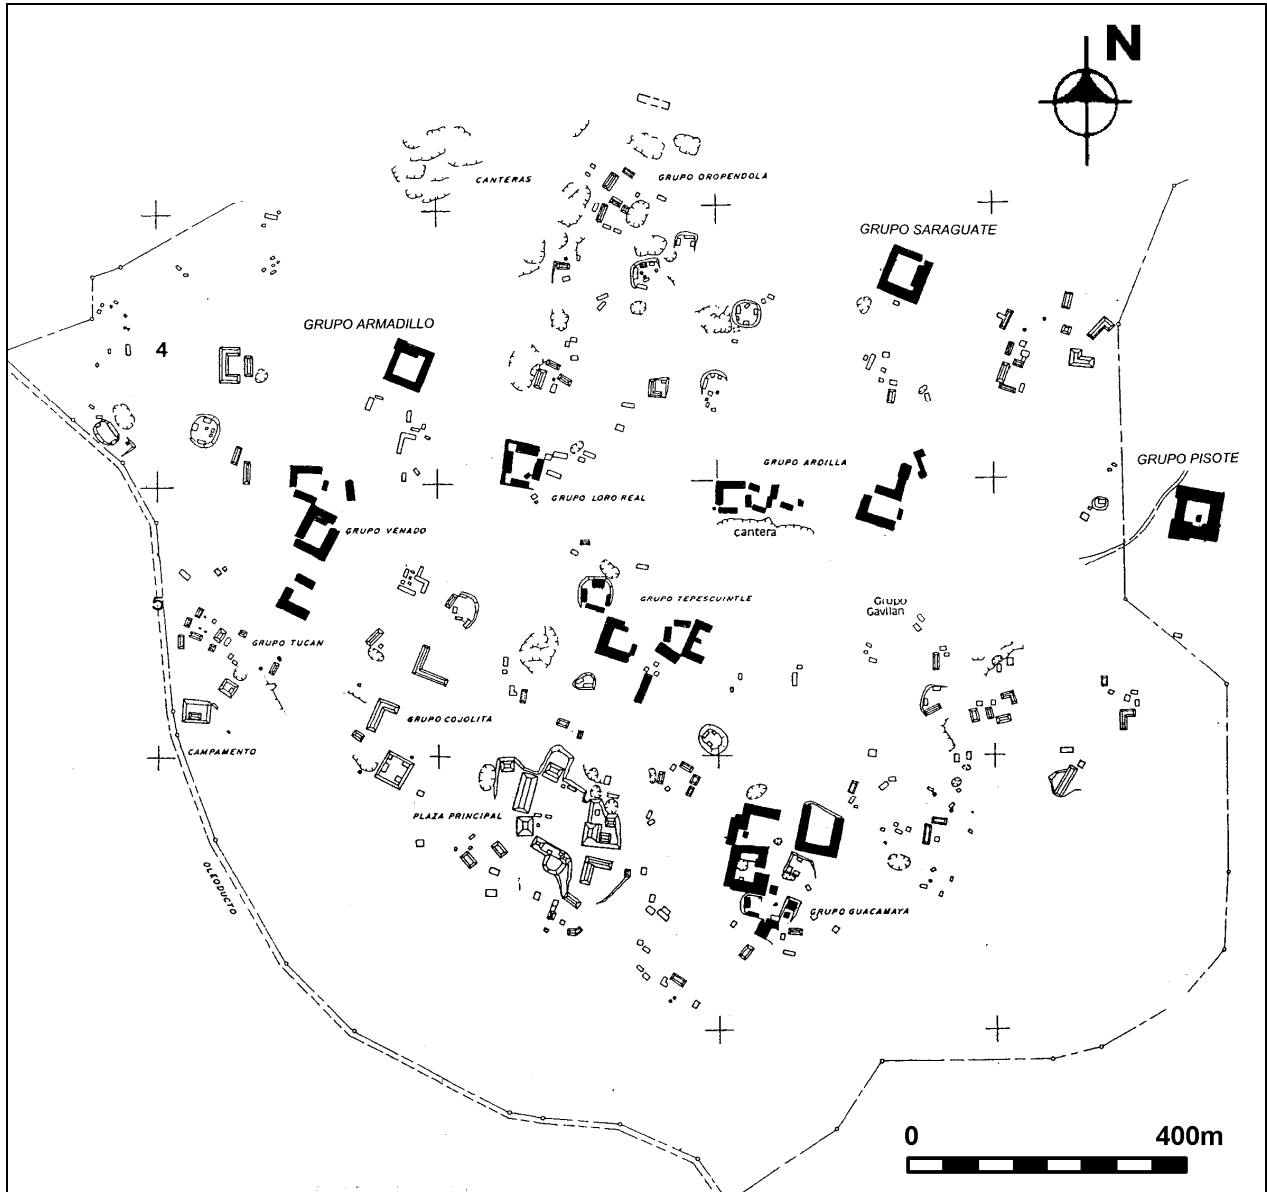 N
CANTERAS
GRUPO OROPENDOLA
GRUPO SARAGUATE
GRUPO ARMADILLO
4
GRUPO ARDILLA
GRUPO PISOTE
GRUPO LORO REAL
GRUPO VENADO
cantera
GRUPO TEPESCUINTLE
Grupo
Gavilan
5
GRUPO TUCAN
GRUPO COJOLITA
CAMPAMENTO
PLAZA PRINCIPAL
OLEODUCTO
GRUPO GUACAMAYA
0 400m